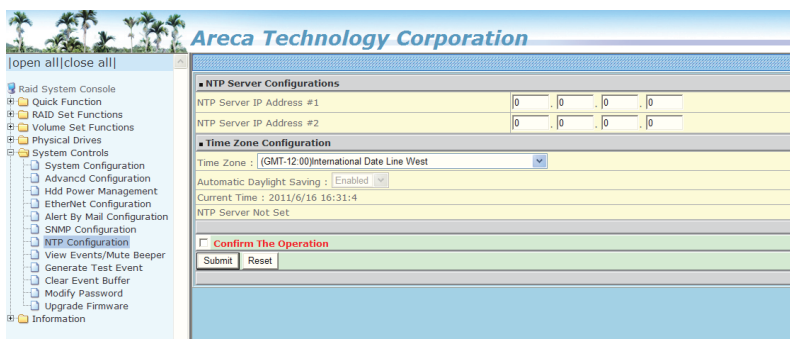 Areca Technology Corporation
|open all|close all|
Raid System Console
Quick Function
RAID Set Functions
Volume Set Functions
Physical Drives
System Controls
System Configuration
Advancd Configuration
Hdd Power Management
EtherNet Configuration
Alert By Mail Configuration
SNMP Configuration
NTP Configuration
View Events/Mute Beeper
Generate Test Event
Clear Event Buffer
Modify Password
Upgrade Firmware
Information
NTP Server Configurations
NTP Server IP Address #1 0 . 0 . 0 . 0
NTP Server IP Address #2 0 . 0 . 0 . 0
Time Zone Configuration
Time Zone : (GMT-12:00)International Date Line West
Automatic Daylight Saving : Enabled
Current Time : 2011/6/16 16:31:4
NTP Server Not Set
Confirm The Operation
Submit Reset